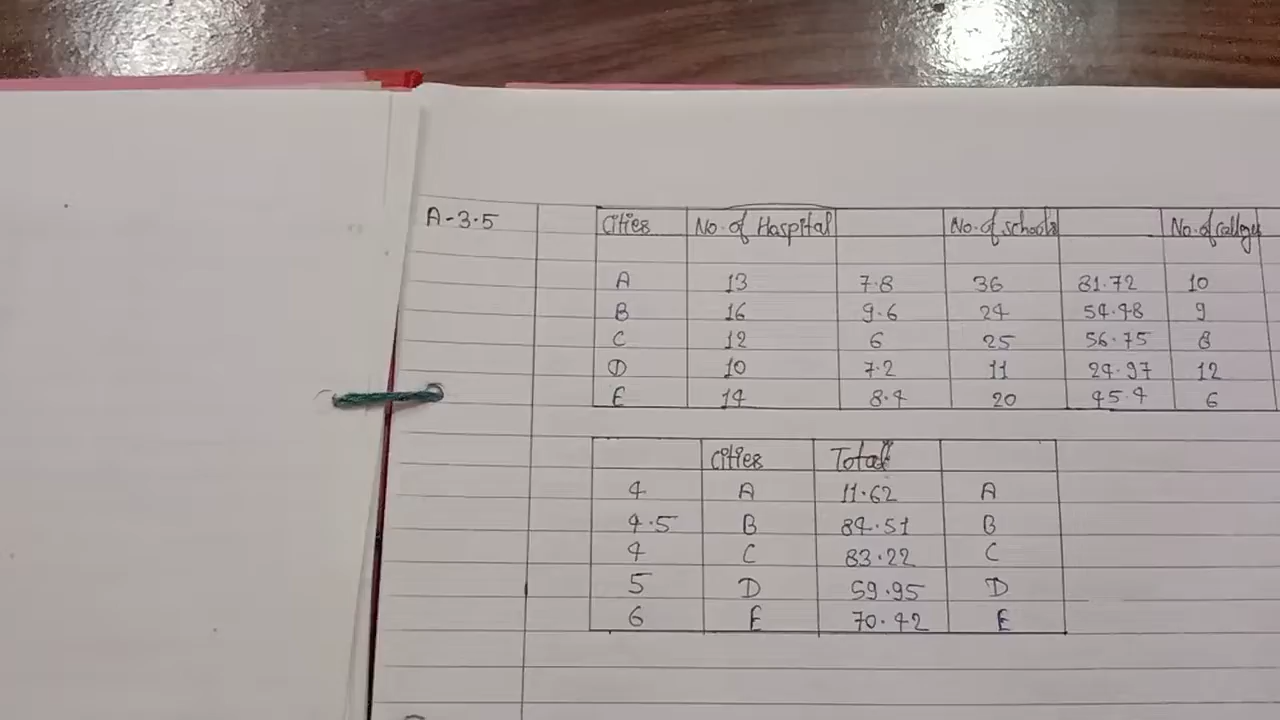 A-3.5
Cities No. of Hospital No. of schools No. of colleges
A 13 7.8 36 81.72 10
B 16 9.6 24 54.48 9
C 12 6 25 56.75 8
D 10 7.2 11 24.97 12
E 14 8.4 20 45.4 6
Cities Total
4 A 11.62 A
4.5 B 84.51 B
4 C 83.22 C
5 D 59.95 D
6 E 70.42 E